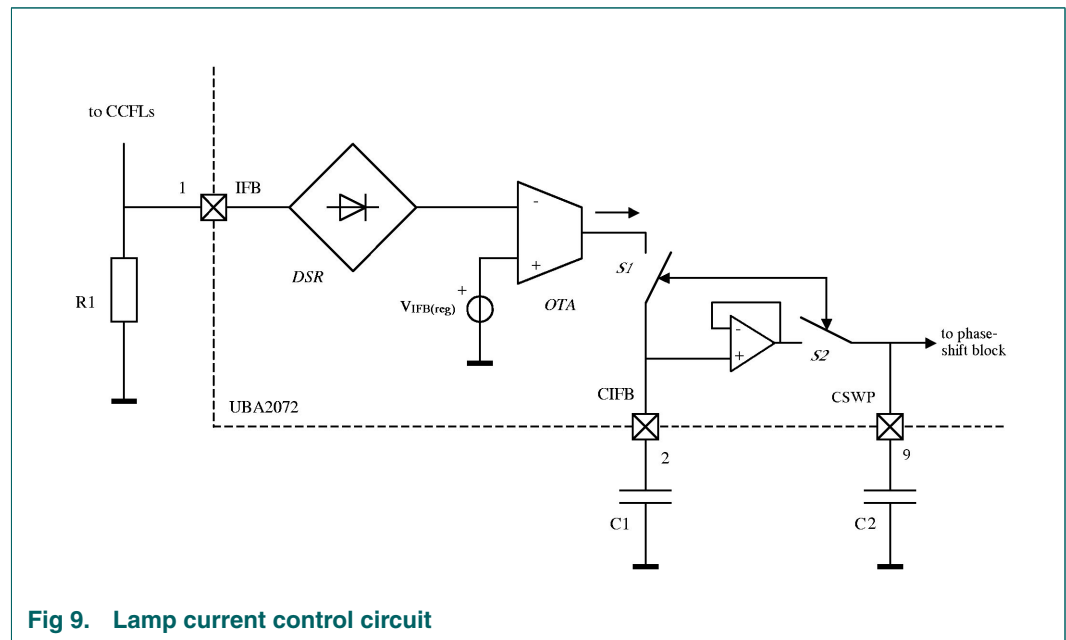 to CCFLs
1
IFB
R1
DSR
-
+
OTA
+
VIFB(reg)
S1
-
+
S2
to phase-
shift block
UBA2072
CIFB
CSWP
2
9
C1
C2
Fig 9. Lamp current control circuit